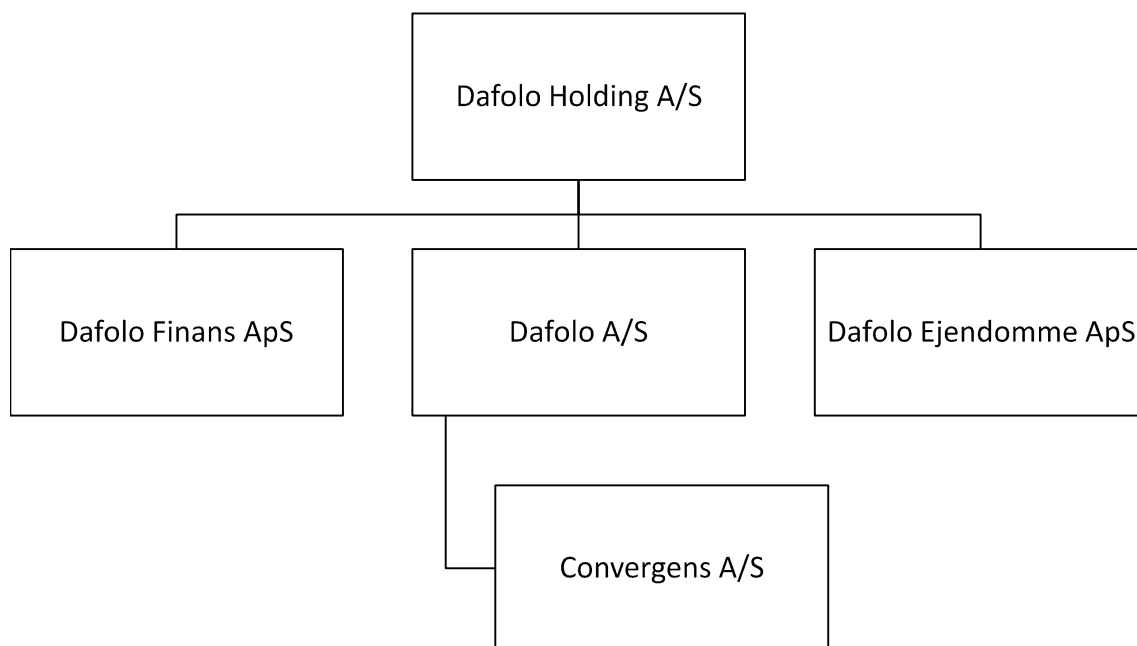 Dafolo Holding A/S
Dafolo Finans ApS
Dafolo A/S
Dafolo Ejendomme ApS
Convergens A/S